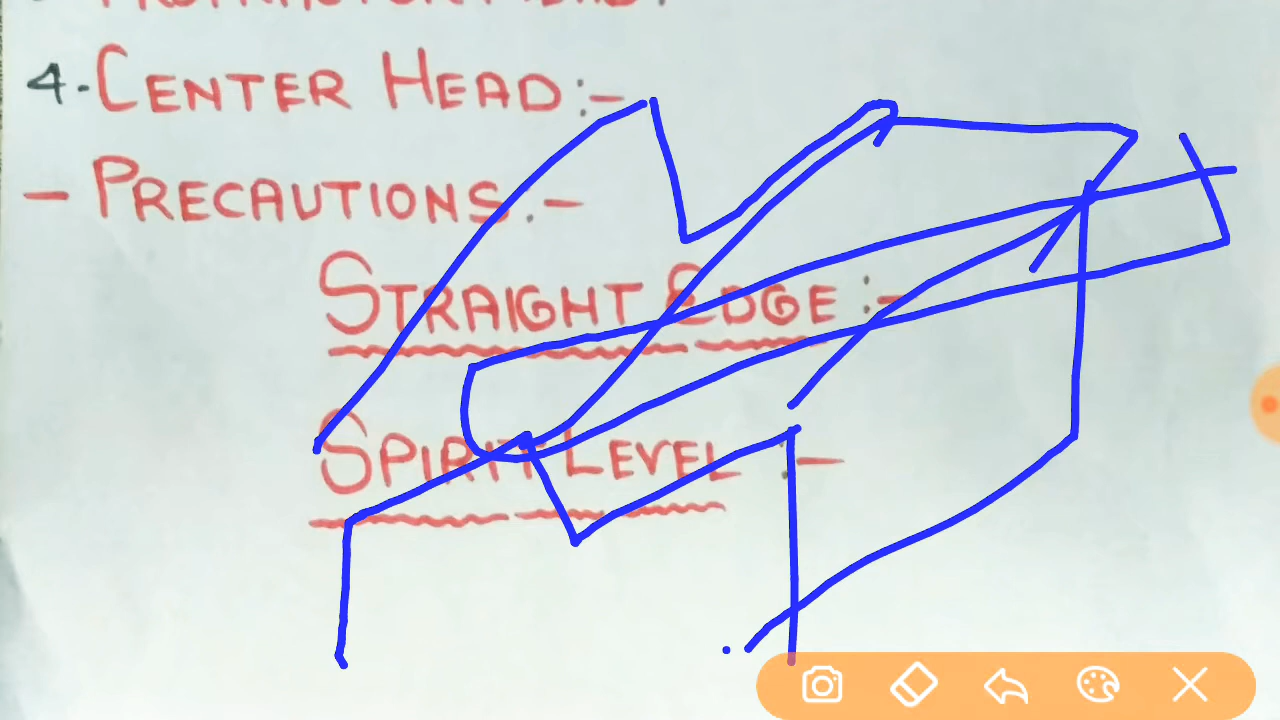 4. CENTER HEAD :-
- PRECAUTIONS :-
STRAIGHT EDGE :-
SPIRIT LEVEL :-